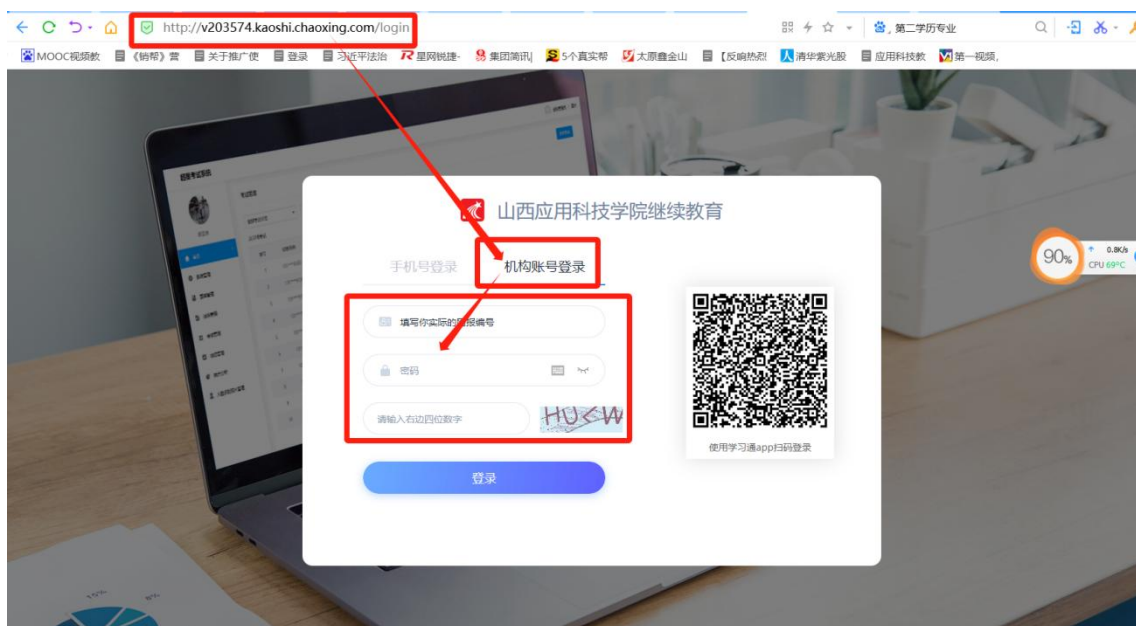 http://v203574.kaoshi.chaoxing.com/login
，第二学历专业
MOOC视频教 《销帮》营 关于推广使 登录 习近平法治 星网锐捷- 集团简讯| 5个真实帮 太原鑫金山 【反响热烈 清华紫光股 应用科技教 第一视频,
山西应用科技学院继续教育
手机号登录 机构账号登录
填写你实际的 报编号
密码
请输入右边四位数字
HU<W
登录
使用学习通app扫码登录
90%
0.8K/s
CPU 69°C